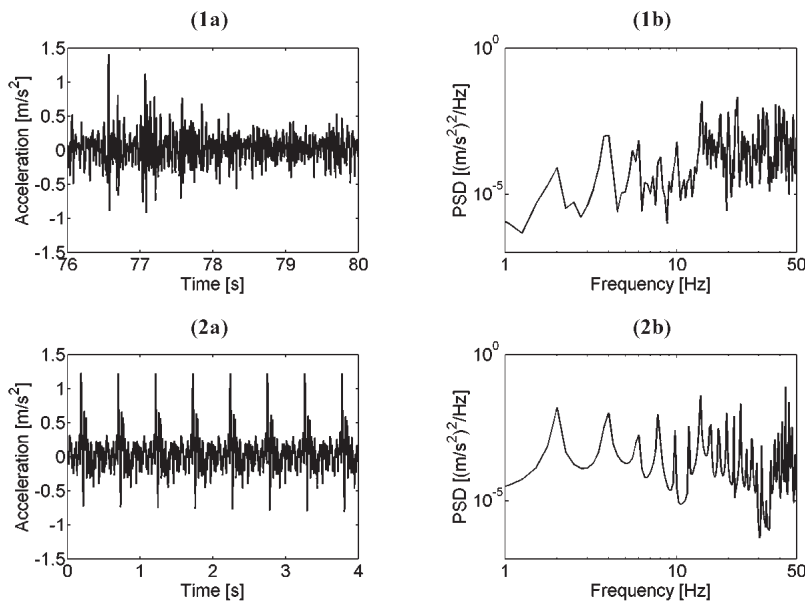 (1a)
(1b)
1.5
1
0.5
0
-0.5
-1
-1.5
Acceleration [m/s²]
76
77
78
79
80
Time [s]
10⁰
10⁻⁵
PSD [(m/s²)²/Hz]
1
10
50
Frequency [Hz]
(2a)
(2b)
1.5
1
0.5
0
-0.5
-1
-1.5
Acceleration [m/s²]
0
1
2
3
4
Time [s]
10⁰
10⁻⁵
PSD [(m/s²)²/Hz]
1
10
50
Frequency [Hz]